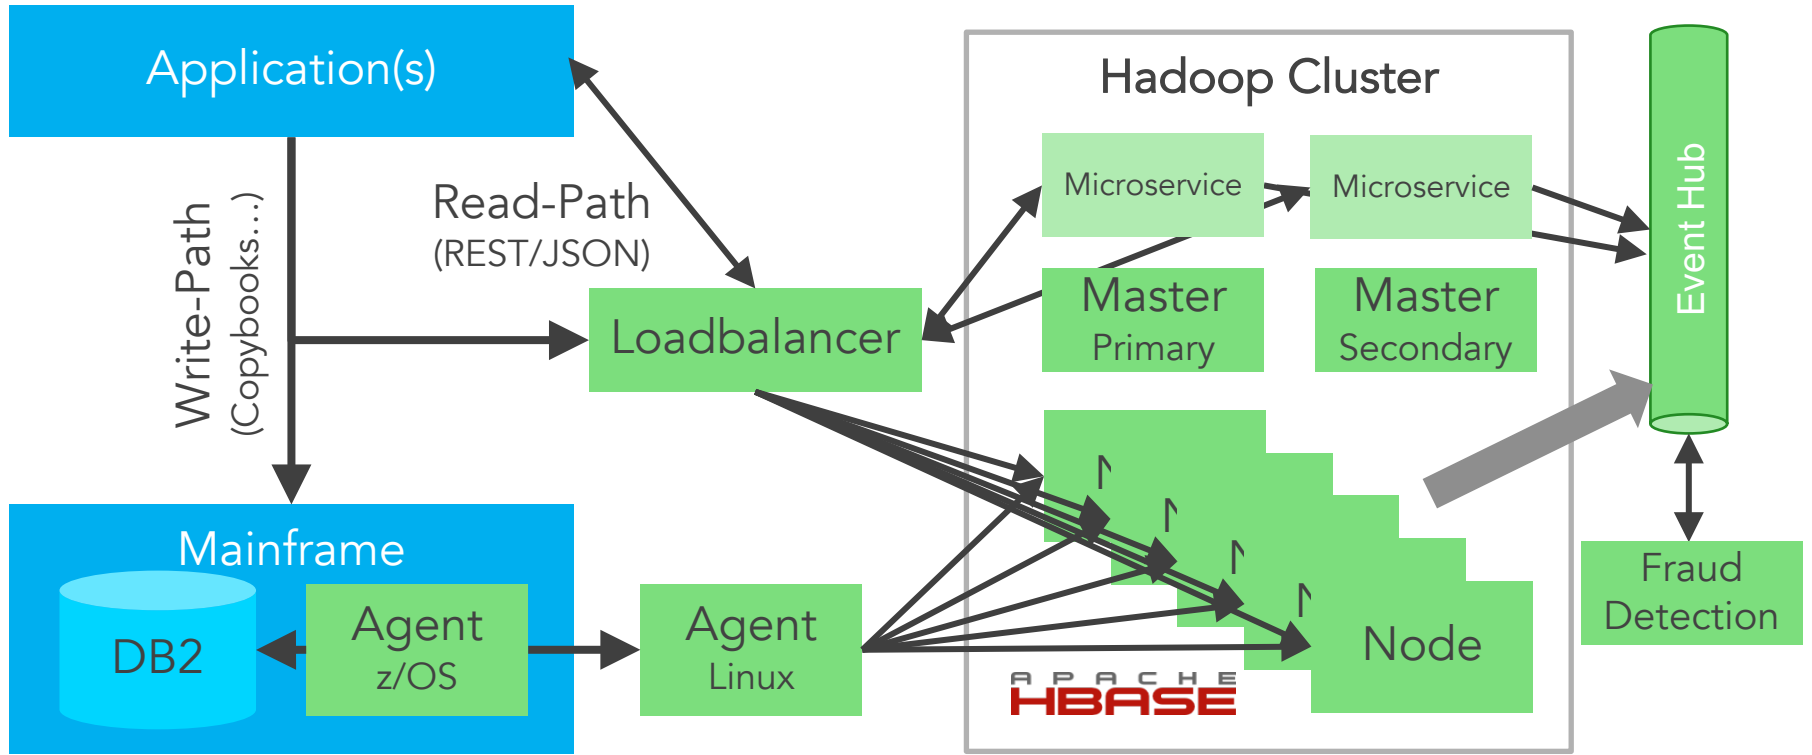 Application(s)
Write-Path
(Copybooks...)
Read-Path
(REST/JSON)
Loadbalancer
Mainframe
DB2
Agent
z/OS
Agent
Linux
Hadoop Cluster
Microservice
Microservice
Master
Primary
Master
Secondary
Node
APACHE
HBASE
Event Hub
Fraud
Detection